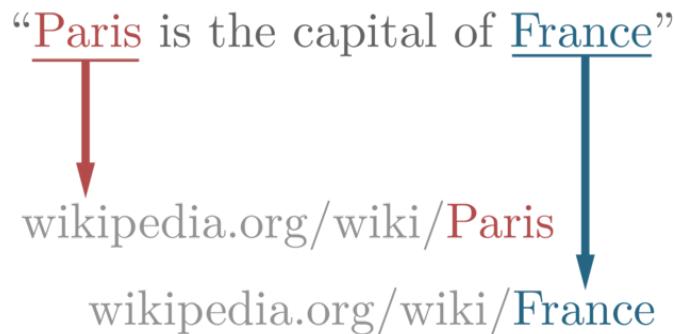 “Paris is the capital of France”
wikipedia.org/wiki/Paris
wikipedia.org/wiki/France